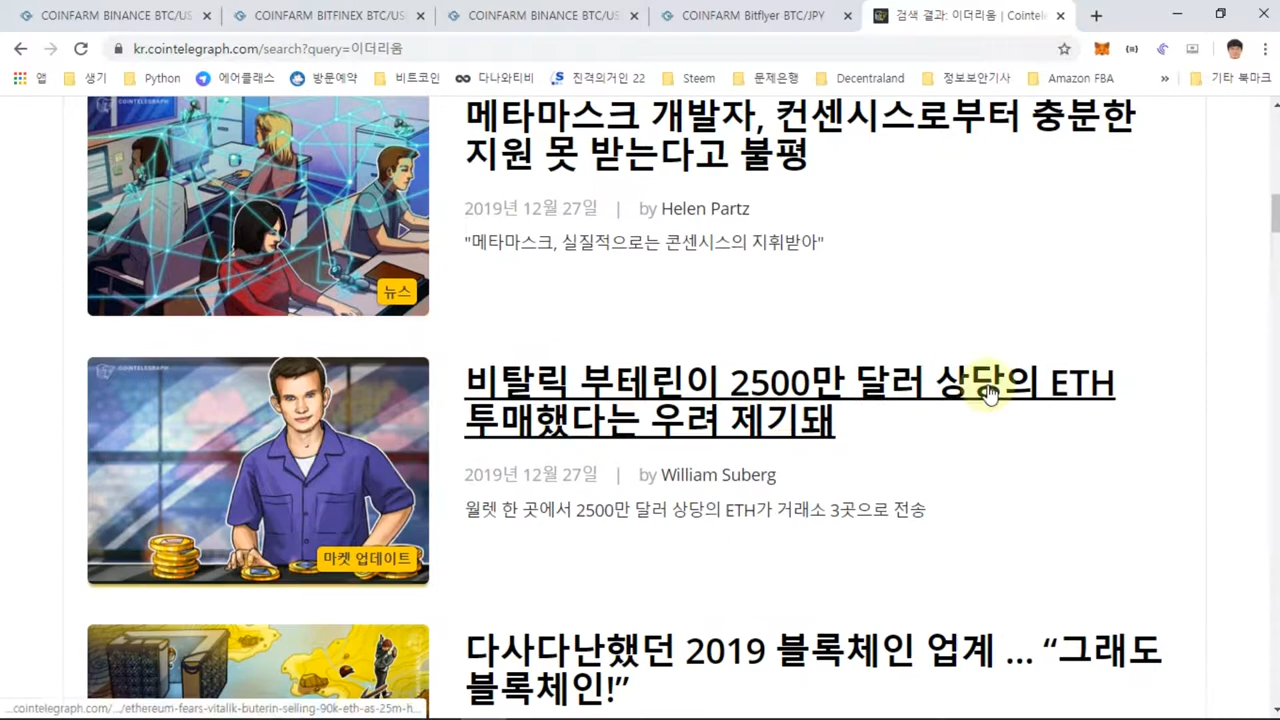 COINFARM BINANCE BTC/US
COINFARM BITFINEX BTC/US
COINFARM BINANCE BTC/US
COINFARM Bitflyer BTC/JPY
검색 결과: 이더리움 | Cointele
kr.cointelegraph.com/search?query=이더리움
앱
생기
Python
에어클래스
방문예약
비트코인
다나와티비
진격의거인 22
Steem
문제은행
Decentraland
정보보안기사
Amazon FBA
»
기타 북마크
COINTELEGRAPH
메타마스크 개발자, 컨센시스로부터 충분한
지원 못 받는다고 불평
2019년 12월 27일 | by Helen Partz
"메타마스크, 실질적으로는 콘센시스의 지휘받아"
뉴스
COINTELEGRAPH
비탈릭 부테린이 2500만 달러 상당의 ETH
투매했다는 우려 제기돼
2019년 12월 27일 | by William Suberg
월렛 한 곳에서 2500만 달러 상당의 ETH가 거래소 3곳으로 전송
마켓 업데이트
다사다난했던 2019 블록체인 업계 ... “그래도
블록체인!”
...cointelegraph.com/.../ethereum-fears-vitalik-buterin-selling-90k-eth-as-25m-h...